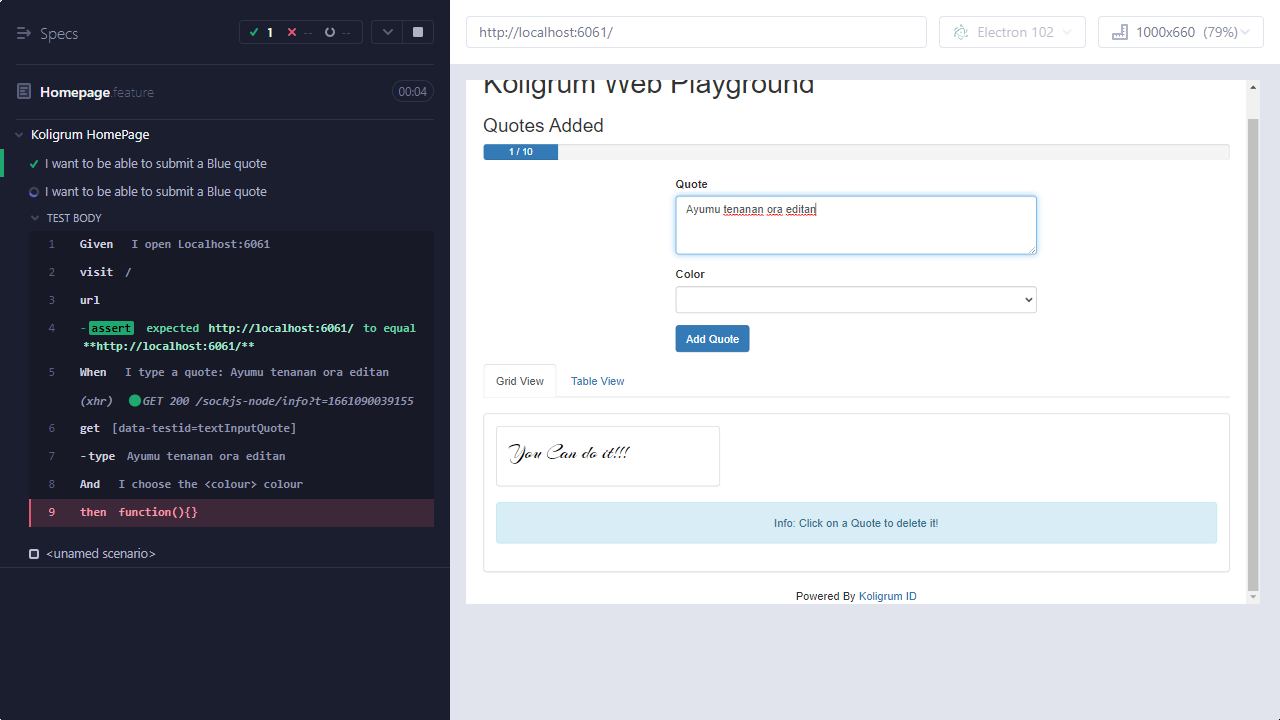 Specs
1
--
--
Homepage.feature
00:04
Koligrum HomePage
I want to be able to submit a Blue quote
I want to be able to submit a Blue quote
TEST BODY
1 Given I open Localhost:6061
2 visit /
3 url
4 -assert expected http://localhost:6061/ to equal
**http://localhost:6061/**
5 When I type a quote: Ayumu tenanan ora editan
(xhr) GET 200 /sockjs-node/info?t=1661090039155
6 get [data-testid=textInputQuote]
7 -type Ayumu tenanan ora editan
8 And I choose the <colour> colour
9 then function(){}
<unamed scenario>
http://localhost:6061/
Electron 102
1000x660 (79%)
Koligrum Web Playground
Quotes Added
1 / 10
Quote
Ayumu tenanan ora editan
Color
Add Quote
Grid View
Table View
You Can do it!!!
Info: Click on a Quote to delete it!
Powered By Koligrum ID